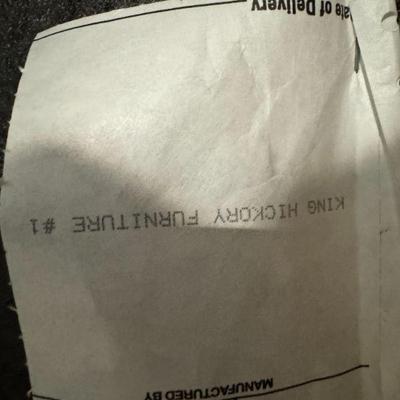 MANUFACTURED BY
KING HICKORY FURNITURE #1
ate of Delivery